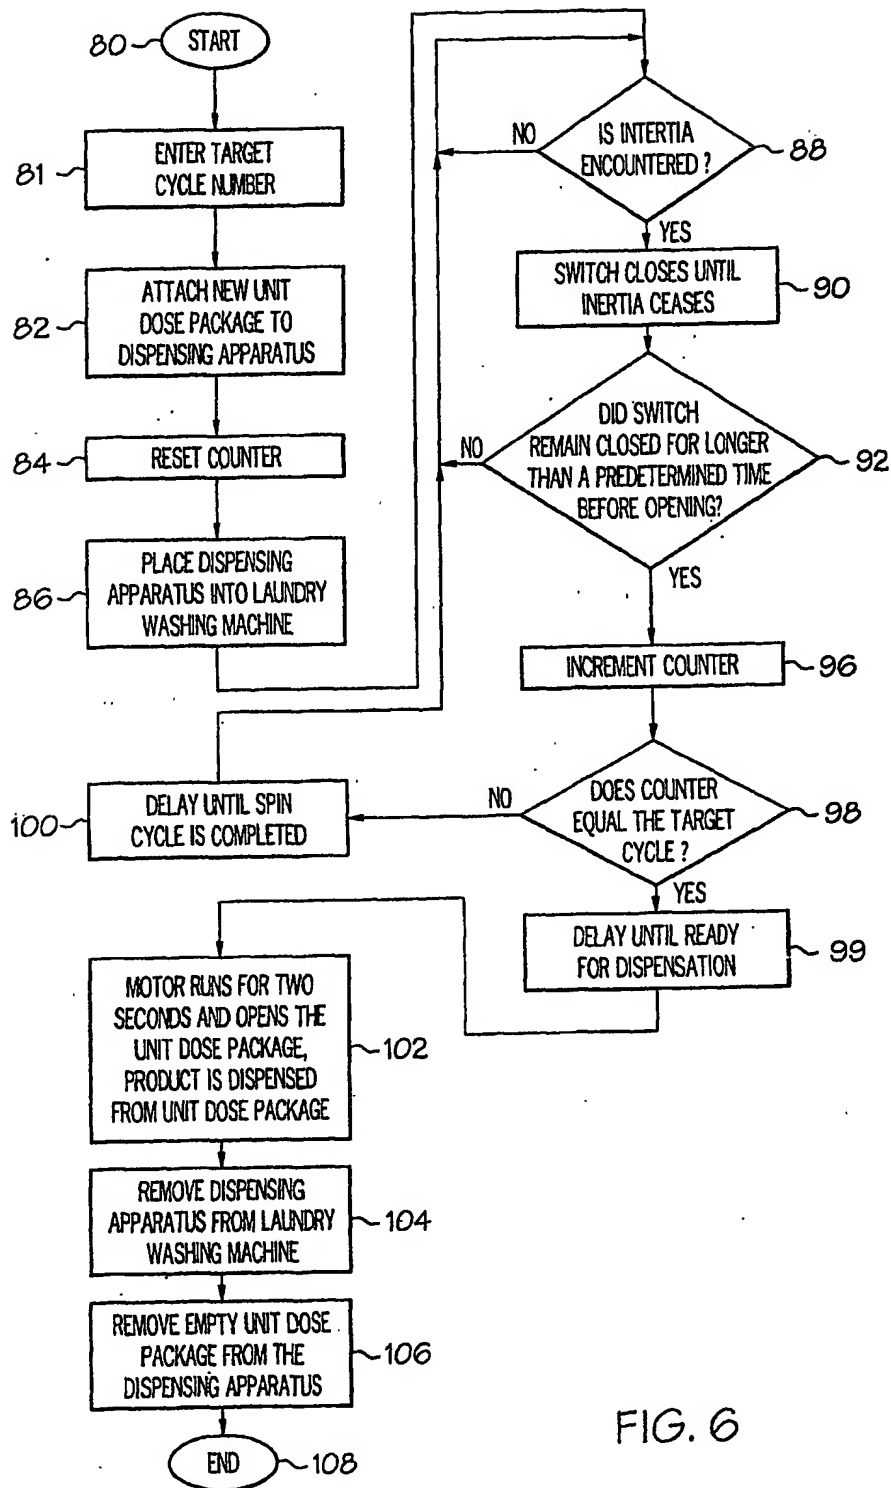 80
START
81
ENTER TARGET
CYCLE NUMBER
82
ATTACH NEW UNIT
DOSE PACKAGE TO
DISPENSING APPARATUS
84
RESET COUNTER
86
PLACE DISPENSING
APPARATUS INTO LAUNDRY
WASHING MACHINE
NO
IS INTERTIA
ENCOUNTERED ?
88
YES
SWITCH CLOSES UNTIL
INERTIA CEASES
90
NO
DID SWITCH
REMAIN CLOSED FOR LONGER
THAN A PREDETERMINED TIME
BEFORE OPENING?
92
YES
INCREMENT COUNTER
96
NO
DOES COUNTER
EQUAL THE TARGET
CYCLE ?
98
YES
100
DELAY UNTIL SPIN
CYCLE IS COMPLETED
DELAY UNTIL READY
FOR DISPENSATION
99
MOTOR RUNS FOR TWO
SECONDS AND OPENS THE
UNIT DOSE PACKAGE,
PRODUCT IS DISPENSED
FROM UNIT DOSE PACKAGE
102
REMOVE DISPENSING
APPARATUS FROM LAUNDRY
WASHING MACHINE
104
REMOVE EMPTY UNIT DOSE
PACKAGE FROM THE
DISPENSING APPARATUS
106
END
108
FIG. 6